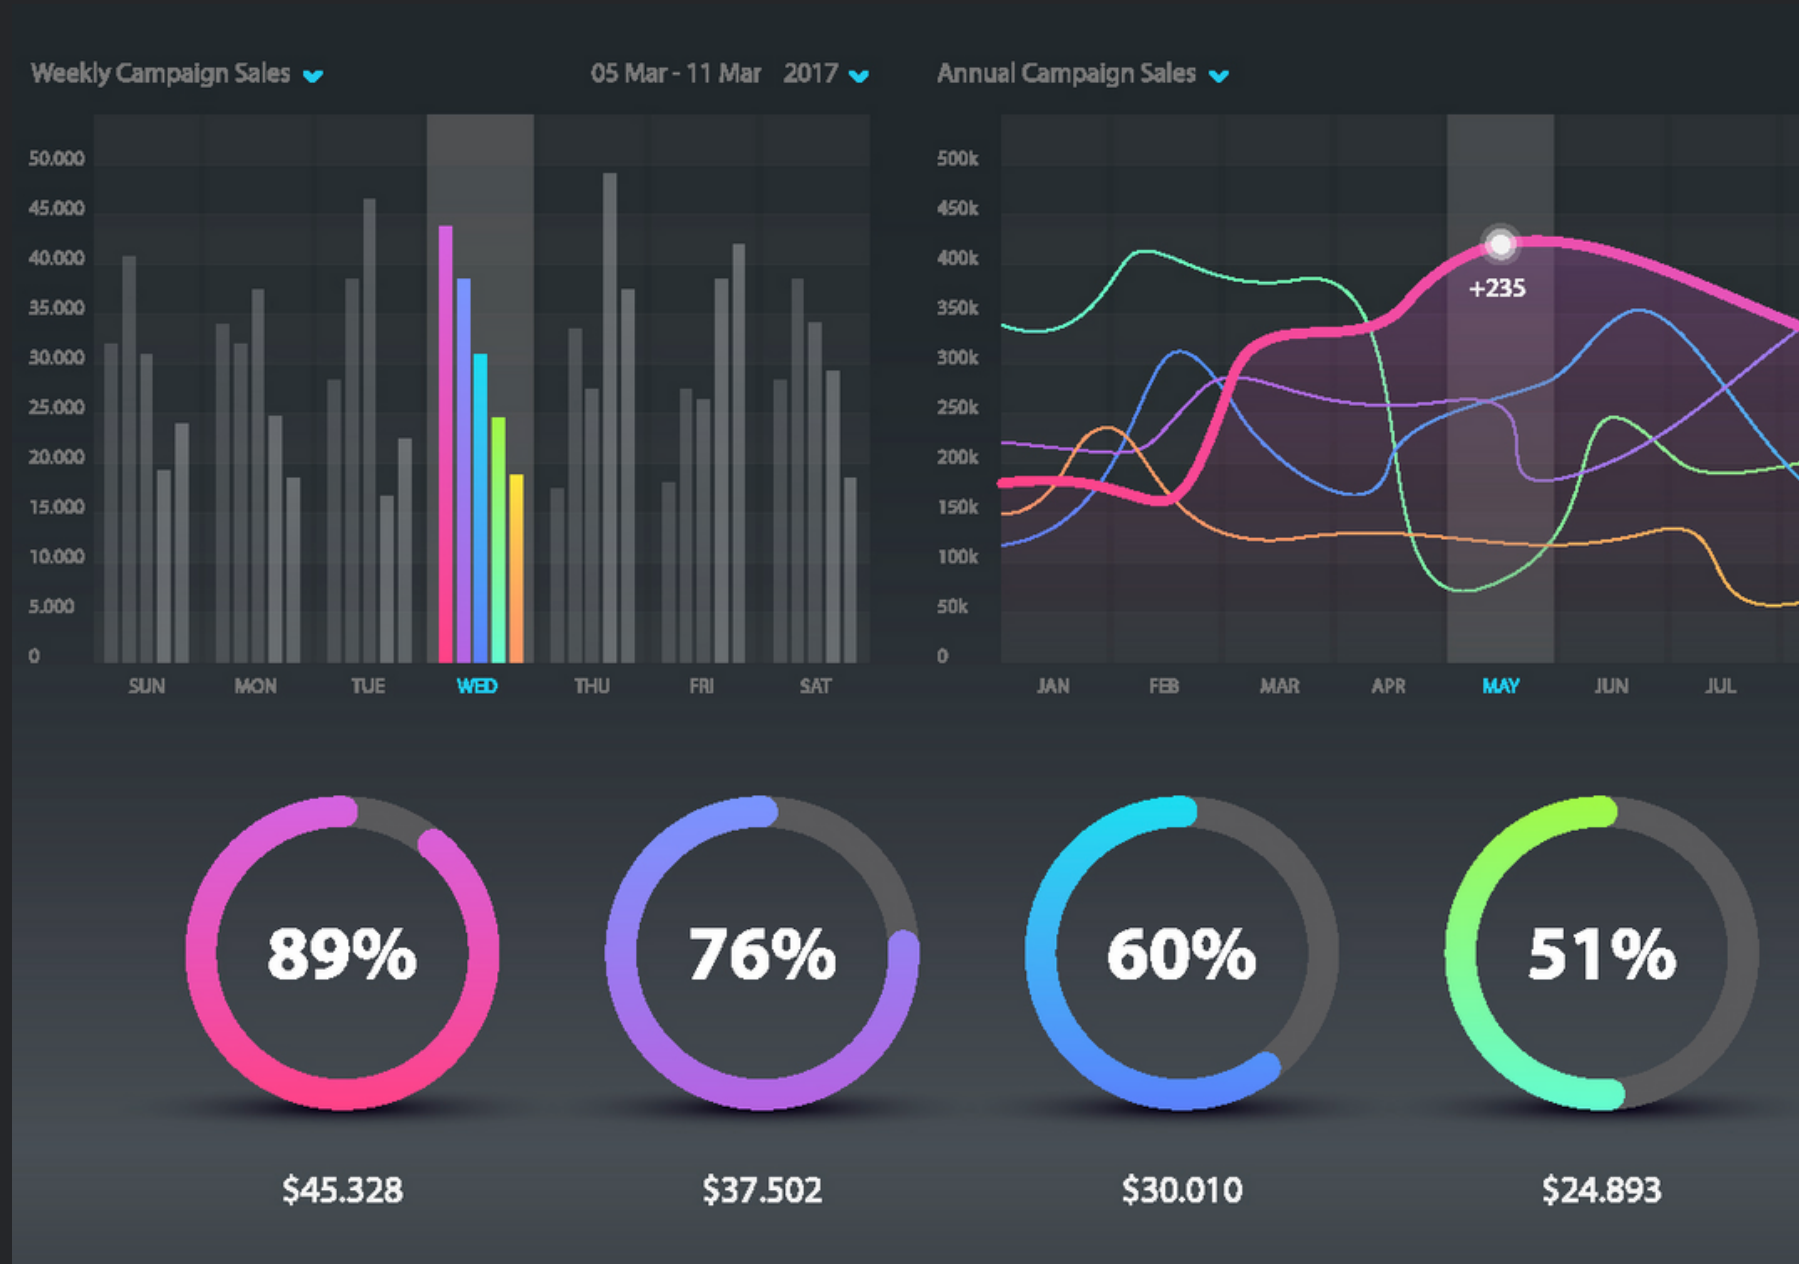 Weekly Campaign Sales
05 Mar - 11 Mar 2017
50.000
45.000
40.000
35.000
30.000
25.000
20.000
15.000
10.000
5.000
0
SUN MON TUE WED THU FRI SAT
Annual Campaign Sales
500k
450k
400k
350k
300k
250k
200k
150k
100k
50k
0
+235
JAN FEB MAR APR MAY JUN JUL
89% 76% 60% 51%
$45.328 $37.502 $30.010 $24.893